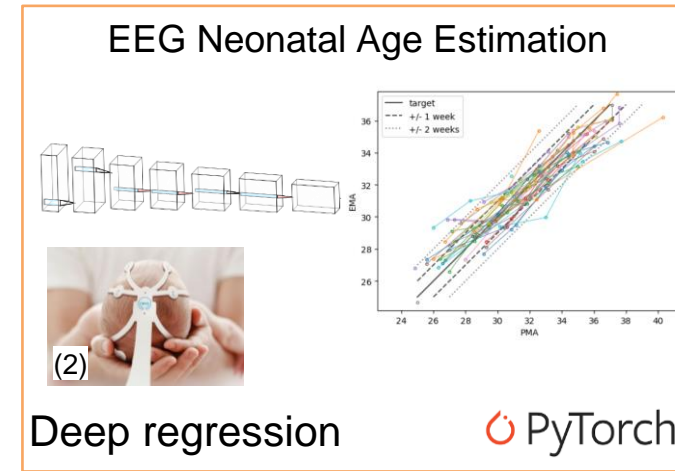 EEG Neonatal Age Estimation
target
+/- 1 week
+/- 2 weeks
36
34
32
30
28
26
EMA
24
26
28
30
32
34
36
38
40
PMA
(2)
Deep regression
PyTorch